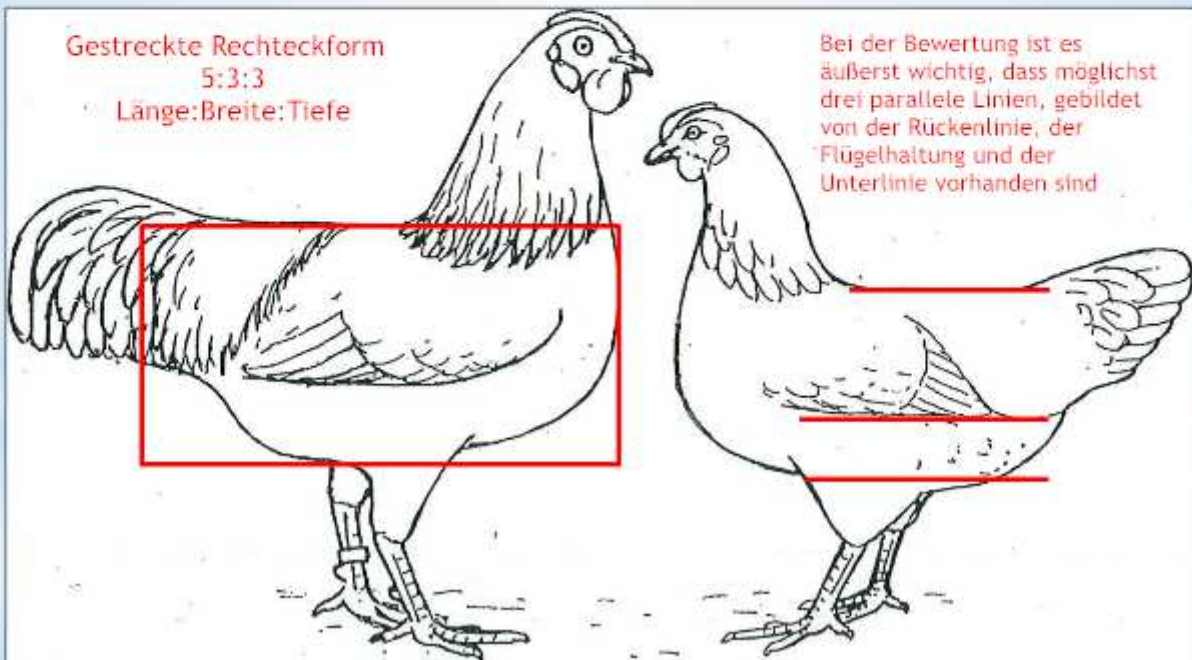 Gestreckte Rechteckform
5:3:3
Länge:Breite:Tiefe
Bei der Bewertung ist es
äußerst wichtig, dass möglichst
drei parallele Linien, gebildet
von der Rückenlinie, der
Flügelhaltung und der
Unterlinie vorhanden sind